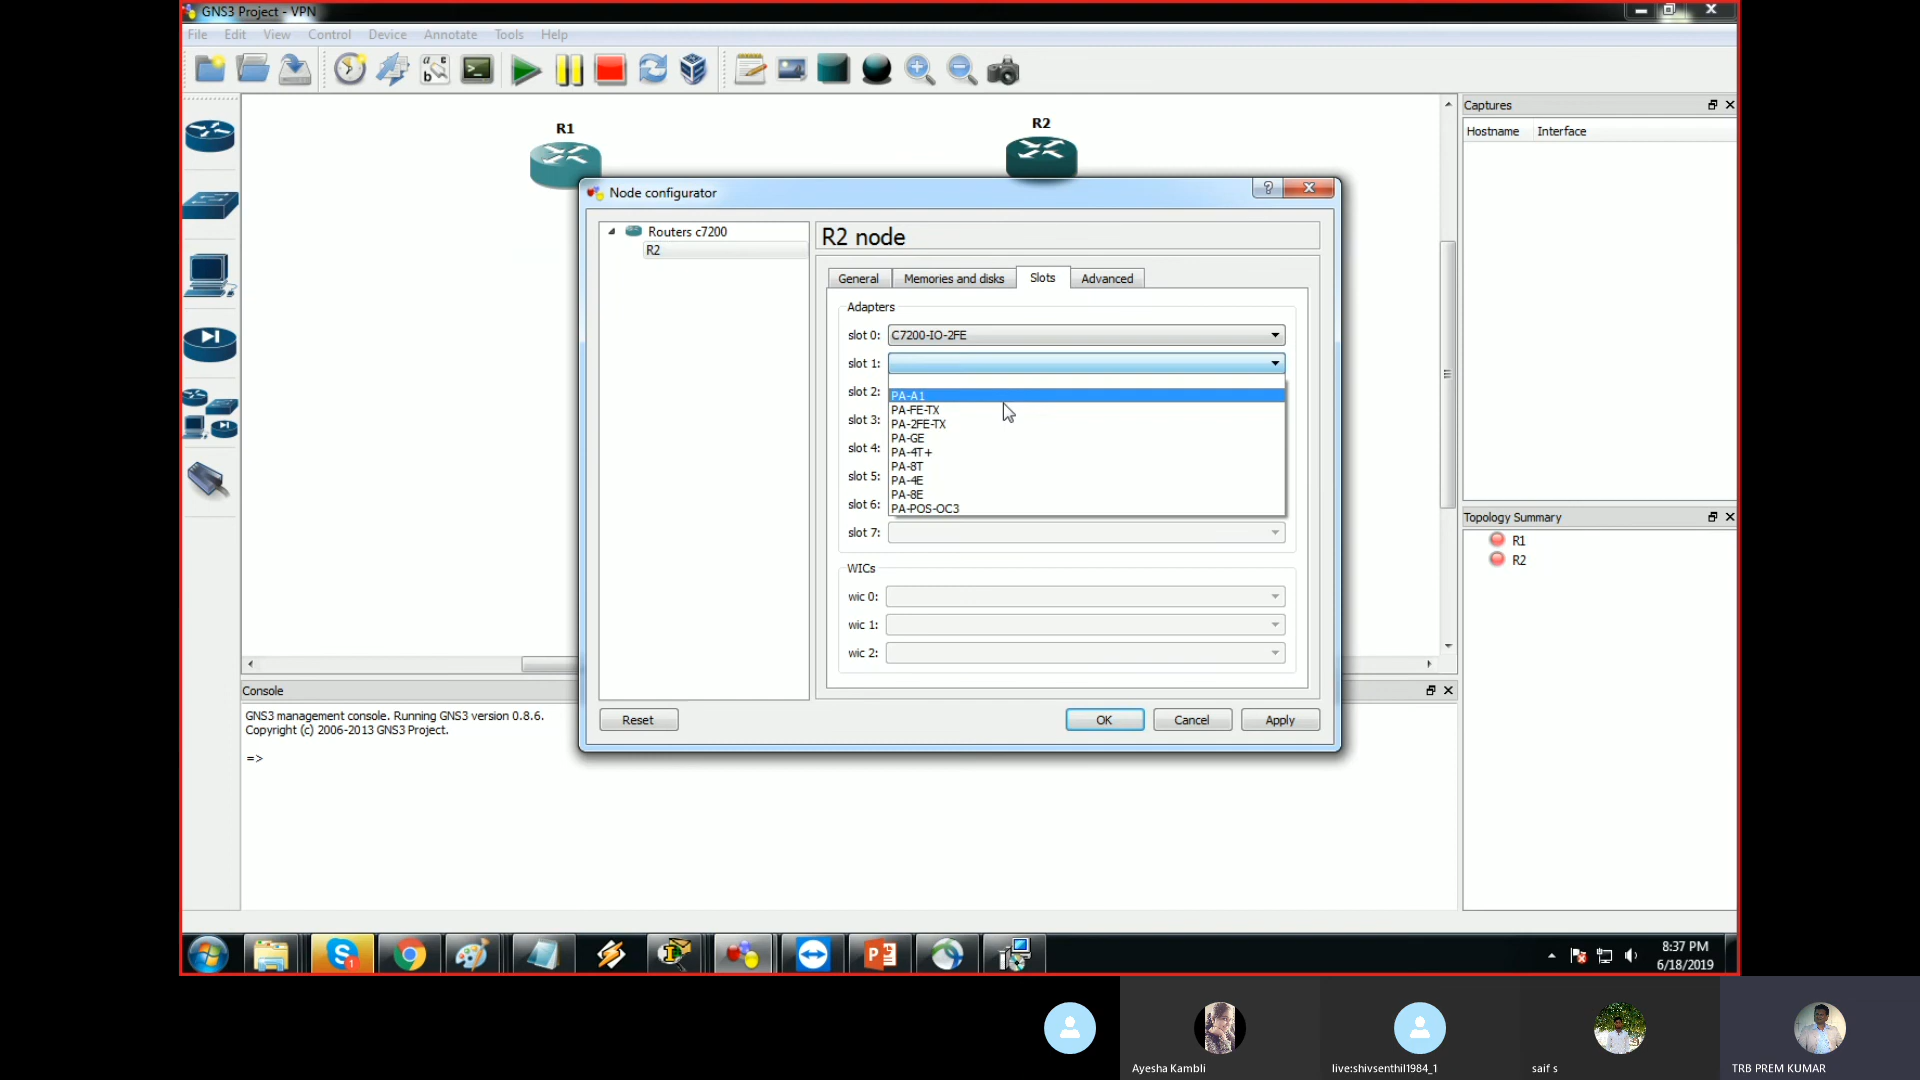 GNS3 Project - VPN
File Edit View Control Device Annotate Tools Help
R1
R2
Captures
Hostname Interface
Node configurator
Routers c7200
R2
R2 node
General Memories and disks Slots Advanced
Adapters
slot 0: C7200-IO-2FE
slot 1:
slot 2:
slot 3:
slot 4:
slot 5:
slot 6:
slot 7:
PA-A1
PA-FE-TX
PA-2FE-TX
PA-GE
PA-4T+
PA-8T
PA-4E
PA-8E
PA-POS-OC3
WICs
wic 0:
wic 1:
wic 2:
Reset OK Cancel Apply
Topology Summary
R1
R2
Console
GNS3 management console. Running GNS3 version 0.8.6.
Copyright (c) 2006-2013 GNS3 Project.
=>
8:37 PM
6/18/2019
Ayesha Kambli
live:shivsenthil1984_1
saif s
TRB PREM KUMAR